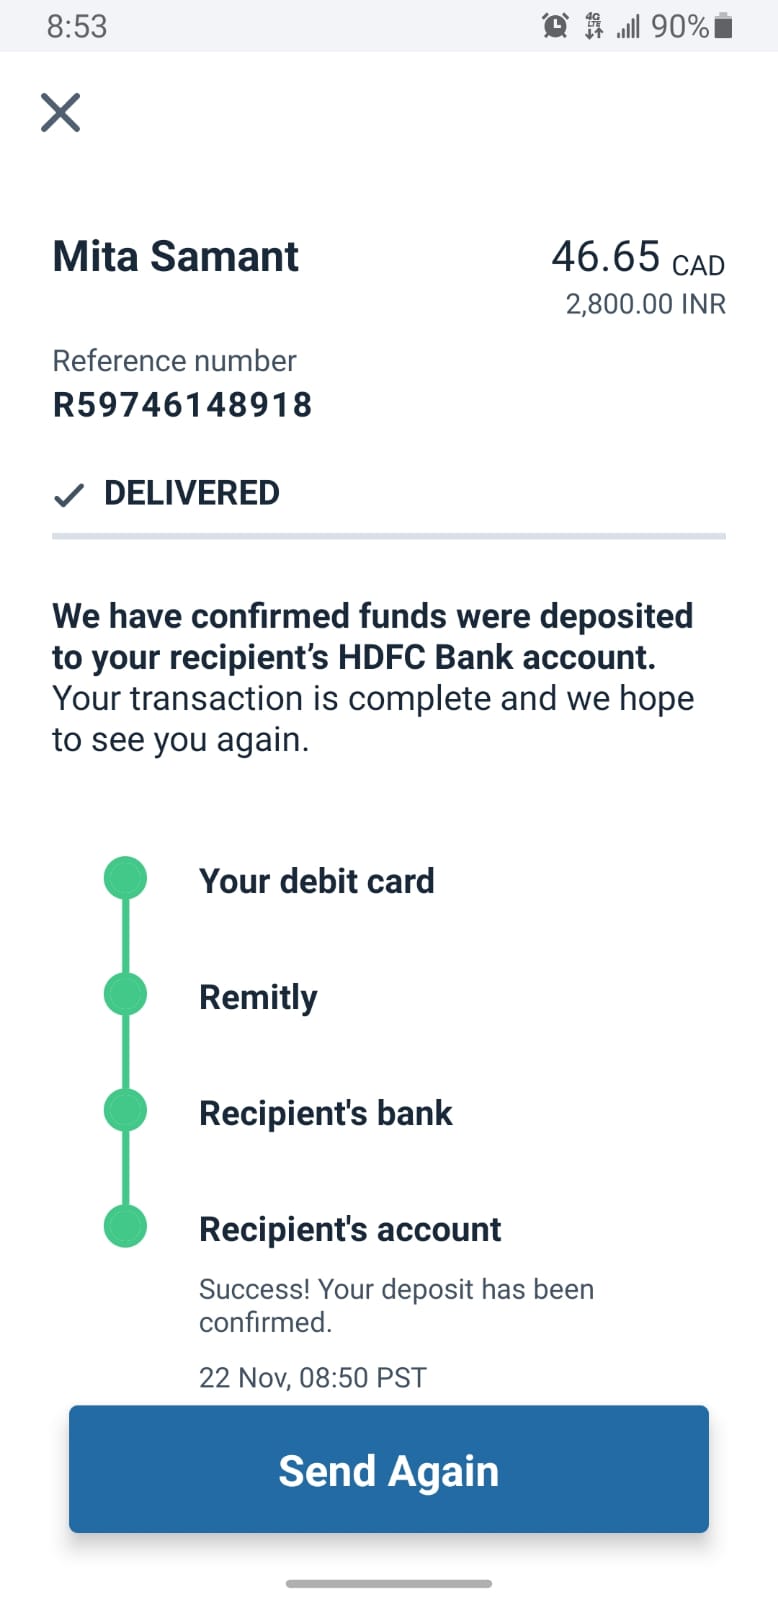 8:53
4G LTE 90%
Mita Samant
46.65 CAD
2,800.00 INR
Reference number
R59746148918
DELIVERED
We have confirmed funds were deposited
to your recipient’s HDFC Bank account.
Your transaction is complete and we hope
to see you again.
Your debit card
Remitly
Recipient's bank
Recipient's account
Success! Your deposit has been
confirmed.
22 Nov, 08:50 PST
Send Again